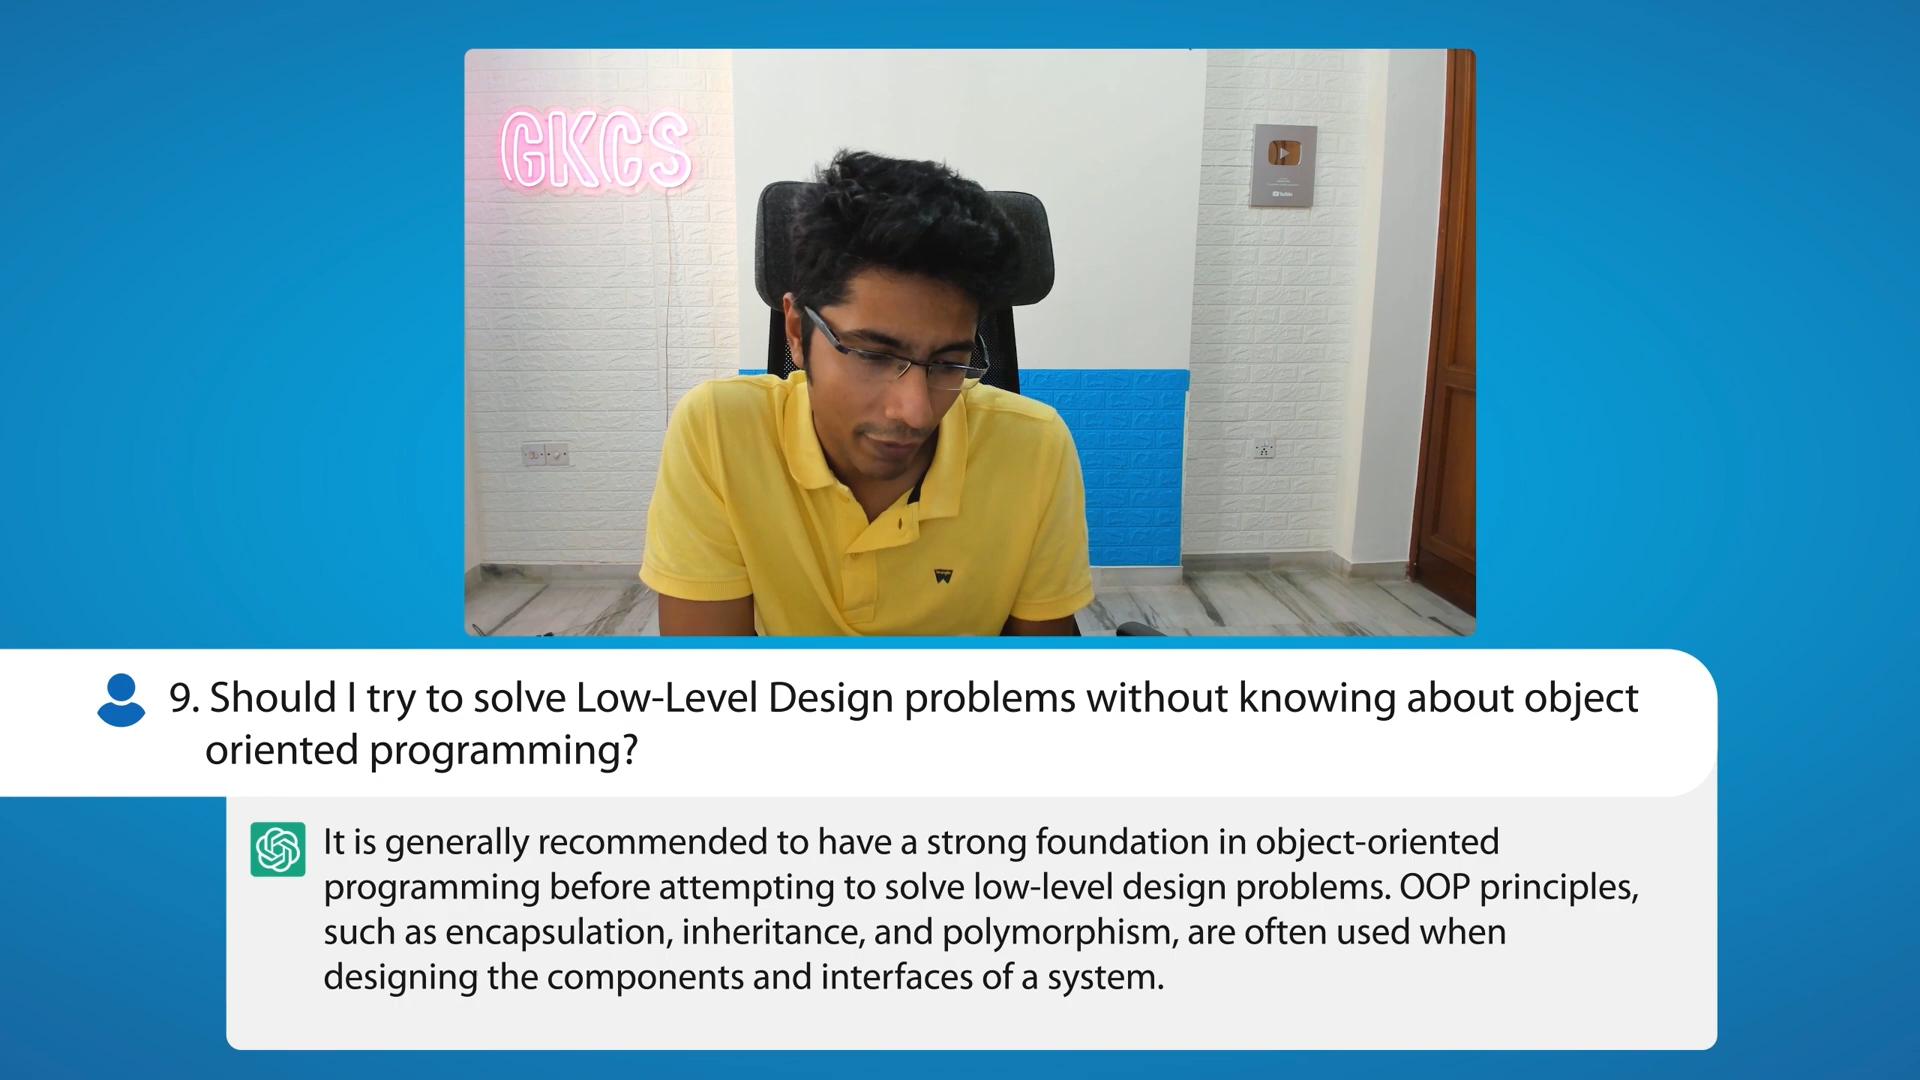 GKCS
9. Should I try to solve Low-Level Design problems without knowing about object
oriented programming?
It is generally recommended to have a strong foundation in object-oriented
programming before attempting to solve low-level design problems. OOP principles,
such as encapsulation, inheritance, and polymorphism, are often used when
designing the components and interfaces of a system.